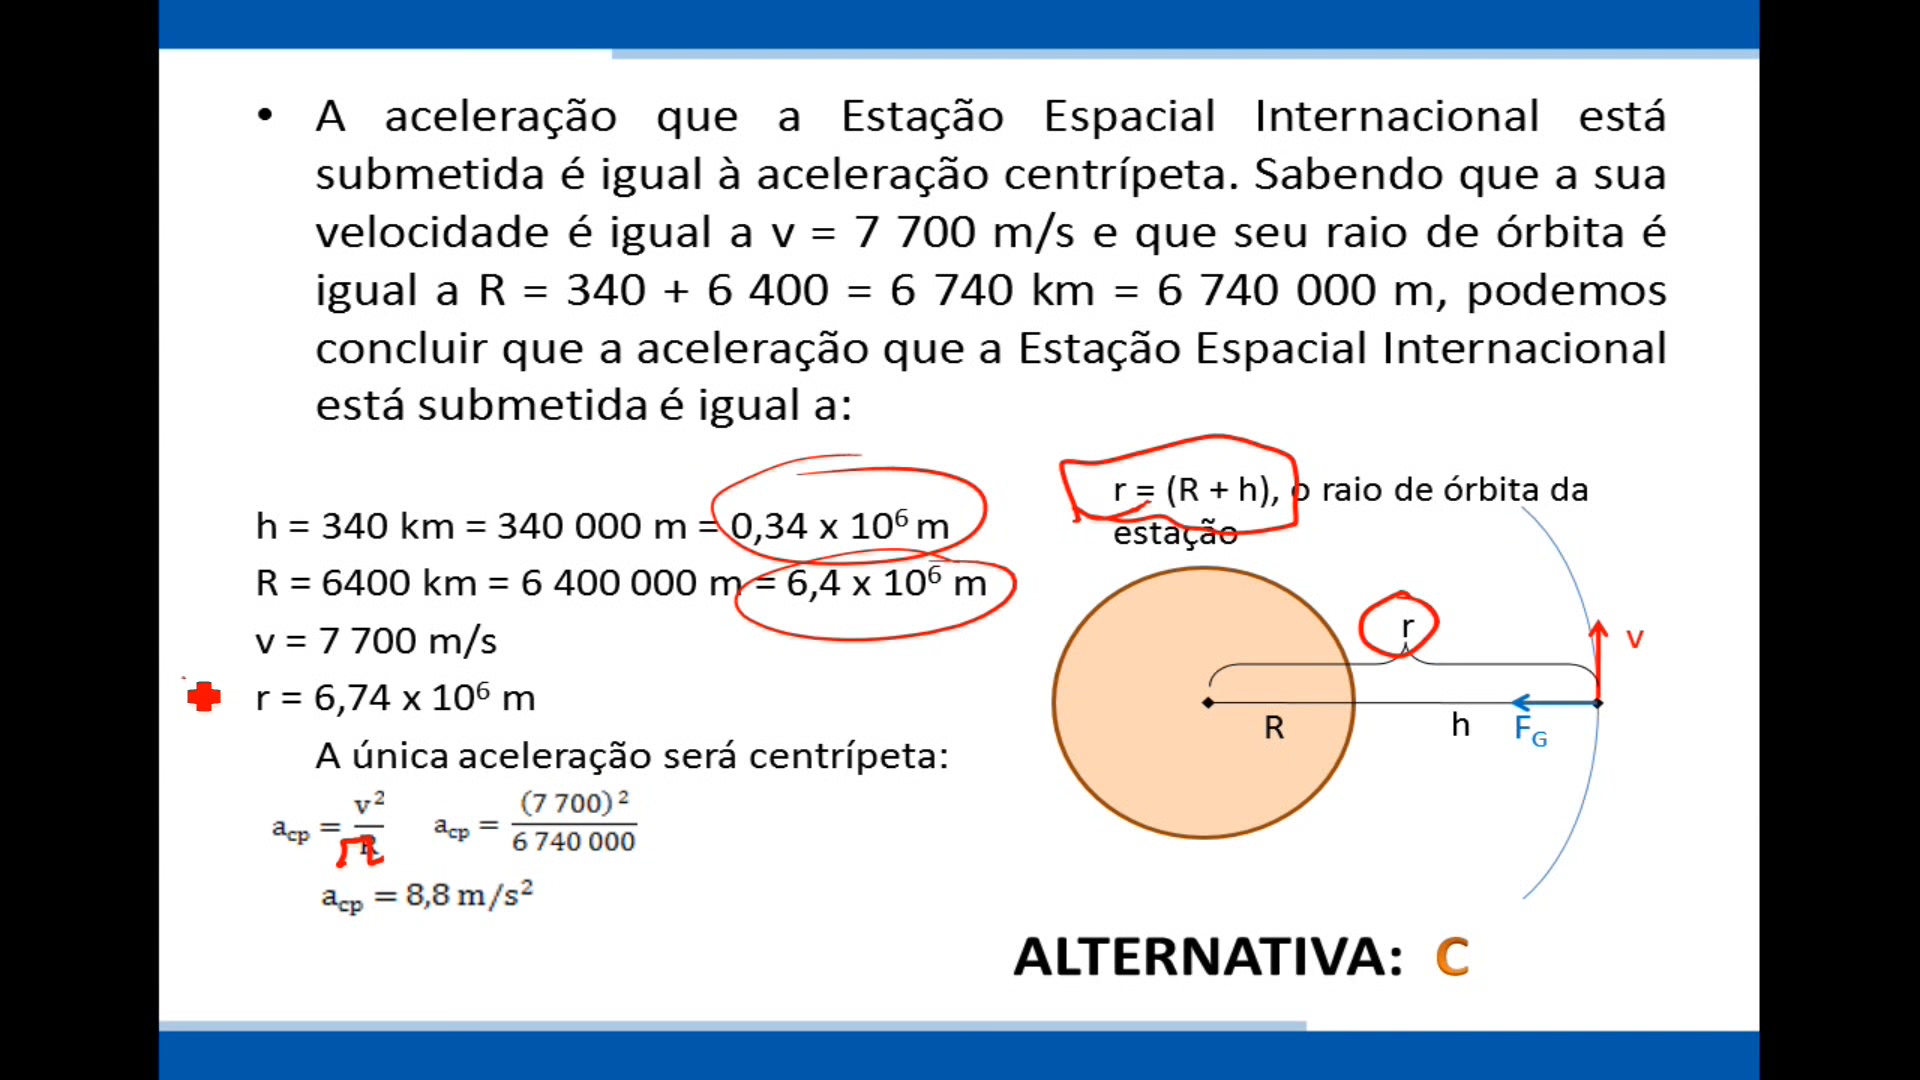 • A aceleração que a Estação Espacial Internacional está
submetida é igual à aceleração centrípeta. Sabendo que a sua
velocidade é igual a v = 7 700 m/s e que seu raio de órbita é
igual a R = 340 + 6 400 = 6 740 km = 6 740 000 m, podemos
concluir que a aceleração que a Estação Espacial Internacional
está submetida é igual a:
h = 340 km = 340 000 m = 0,34 x 10⁶ m
R = 6400 km = 6 400 000 m = 6,4 x 10⁶ m
v = 7 700 m/s
r = 6,74 x 10⁶ m
A única aceleração será centrípeta:
a_cp = v²/R   a_cp = (7 700)²/6 740 000
r
a_cp = 8,8 m/s²
r = (R + h), o raio de órbita da
estação
r
v
R
h
F_G
ALTERNATIVA: C